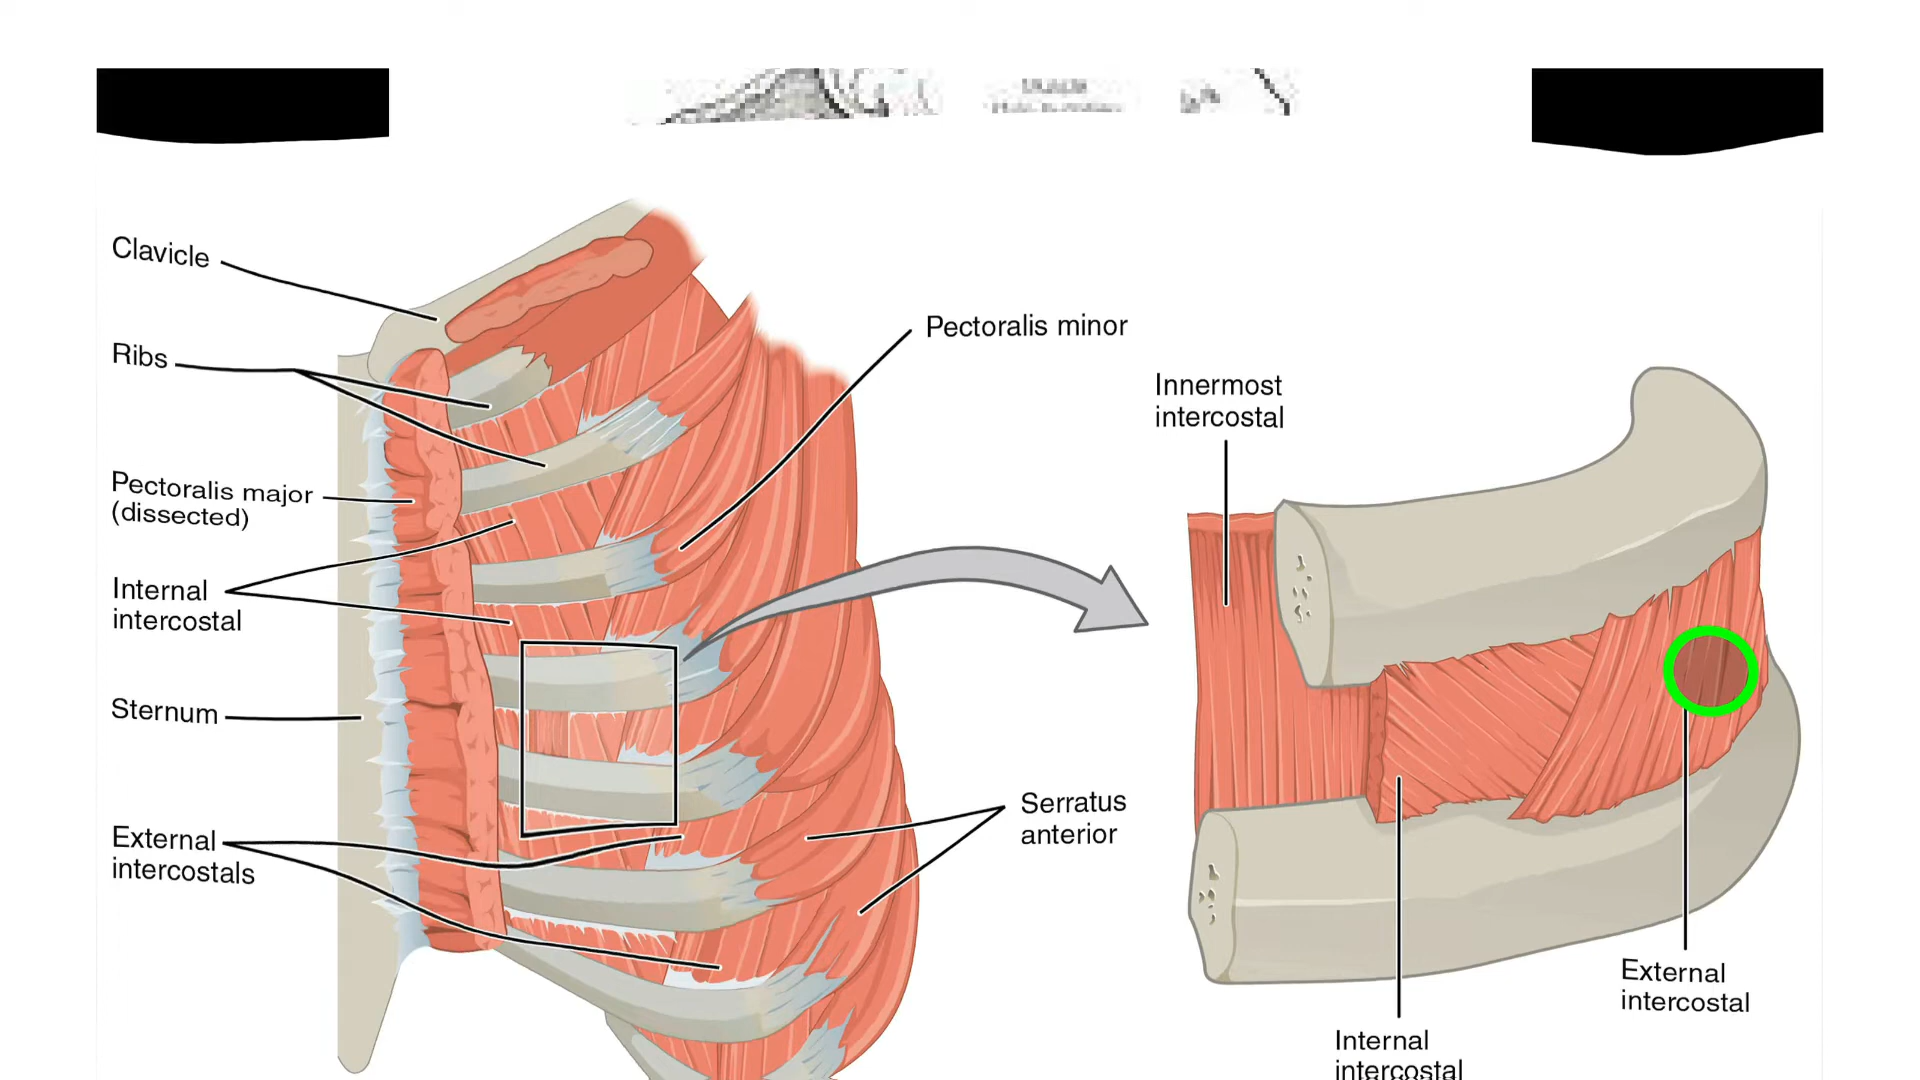 Clavicle
Ribs
Pectoralis major
(dissected)
Internal
intercostal
Sternum
External
intercostals
Pectoralis minor
Serratus
anterior
Innermost
intercostal
External
intercostal
Internal
intercostal